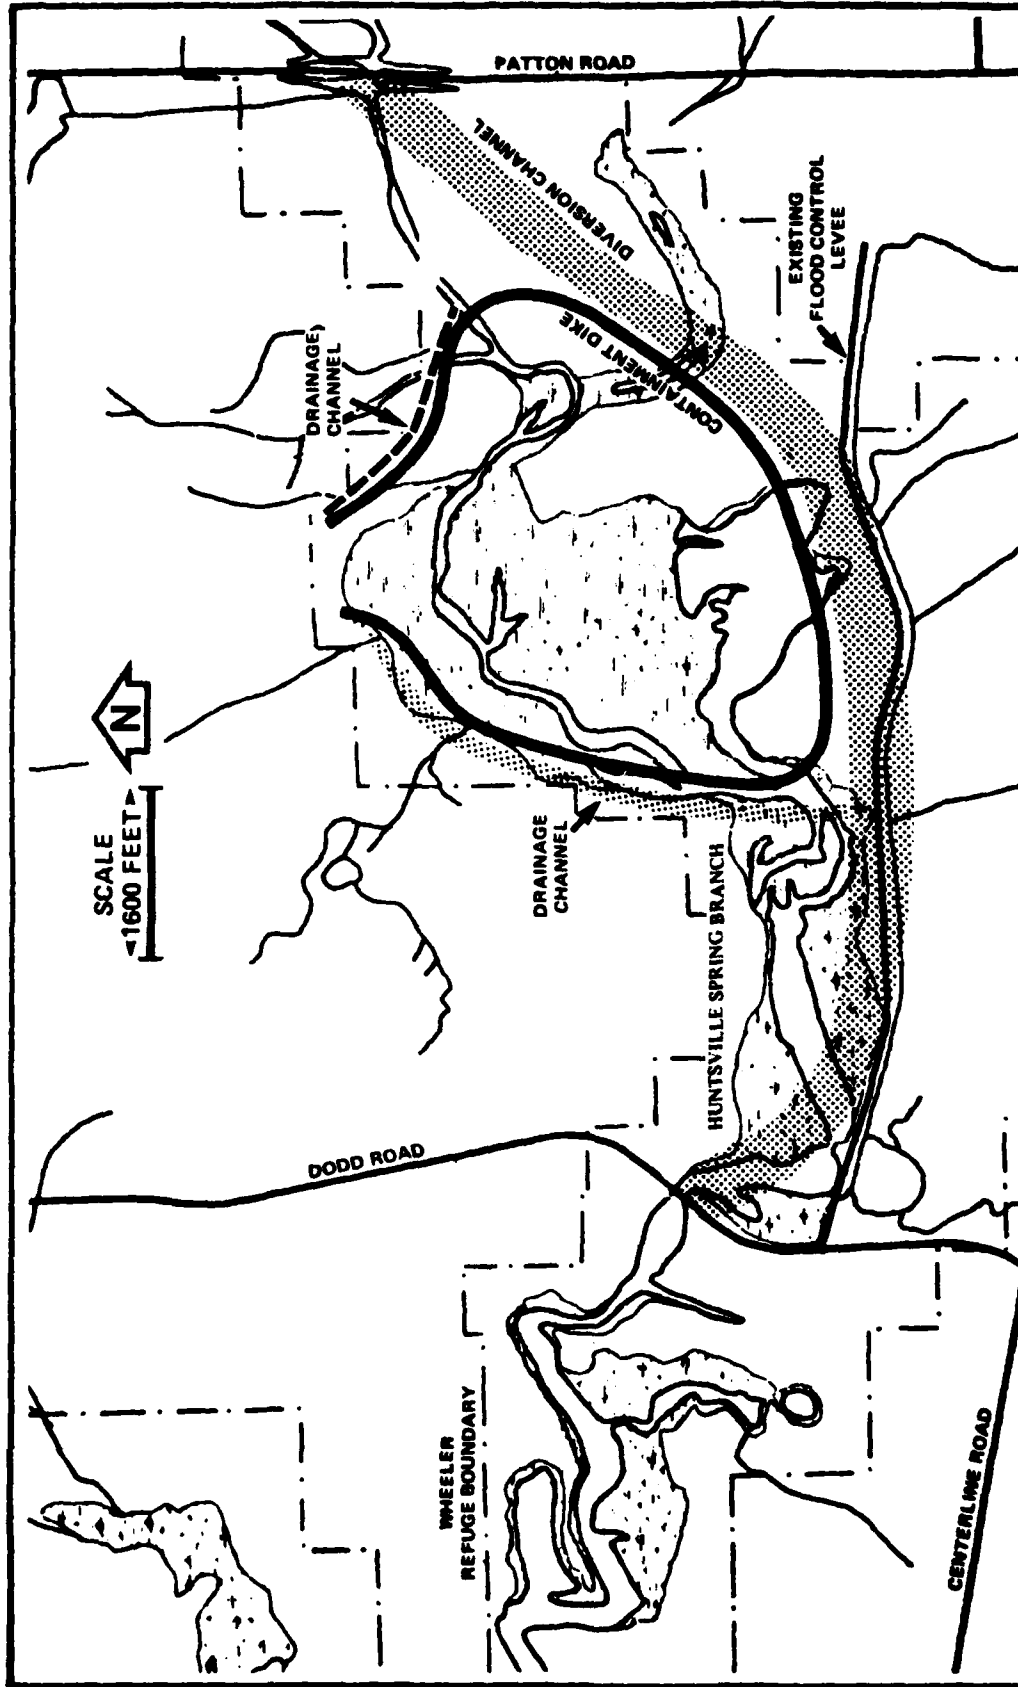 PATTON ROAD
DIVERSION CHANNEL
EXISTING
FLOOD CONTROL
LEVEE
CONTAINMENT DIKE
DRAINAGE
CHANNEL
N
SCALE
1600 FEET
DRAINAGE
CHANNEL
HUNTSVILLE SPRING BRANCH
DODD ROAD
WHEELER
REFUGE BOUNDARY
CENTERLINE ROAD